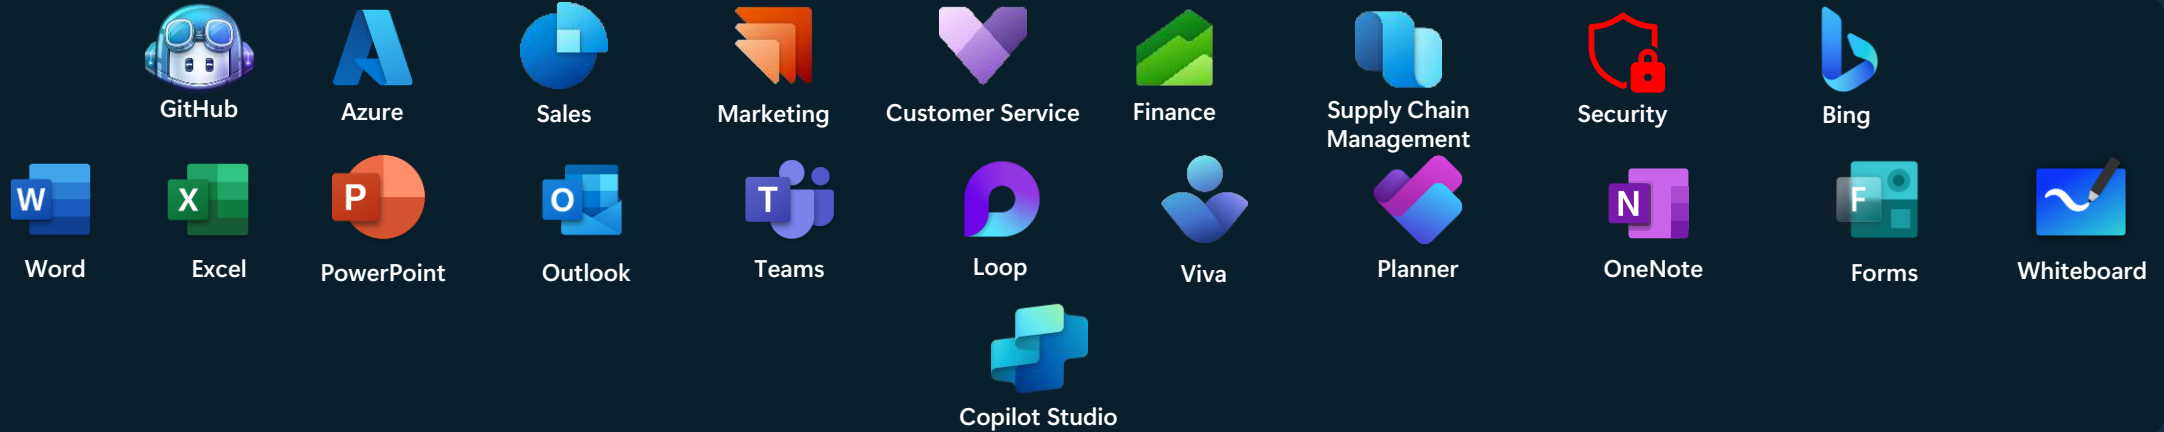 GitHub
Azure
Sales
Marketing
Customer Service
Finance
Supply Chain
Management
Security
Bing
W
X
P
O
T
N
F
Word
Excel
PowerPoint
Outlook
Teams
Loop
Viva
Planner
OneNote
Forms
Whiteboard
Copilot Studio